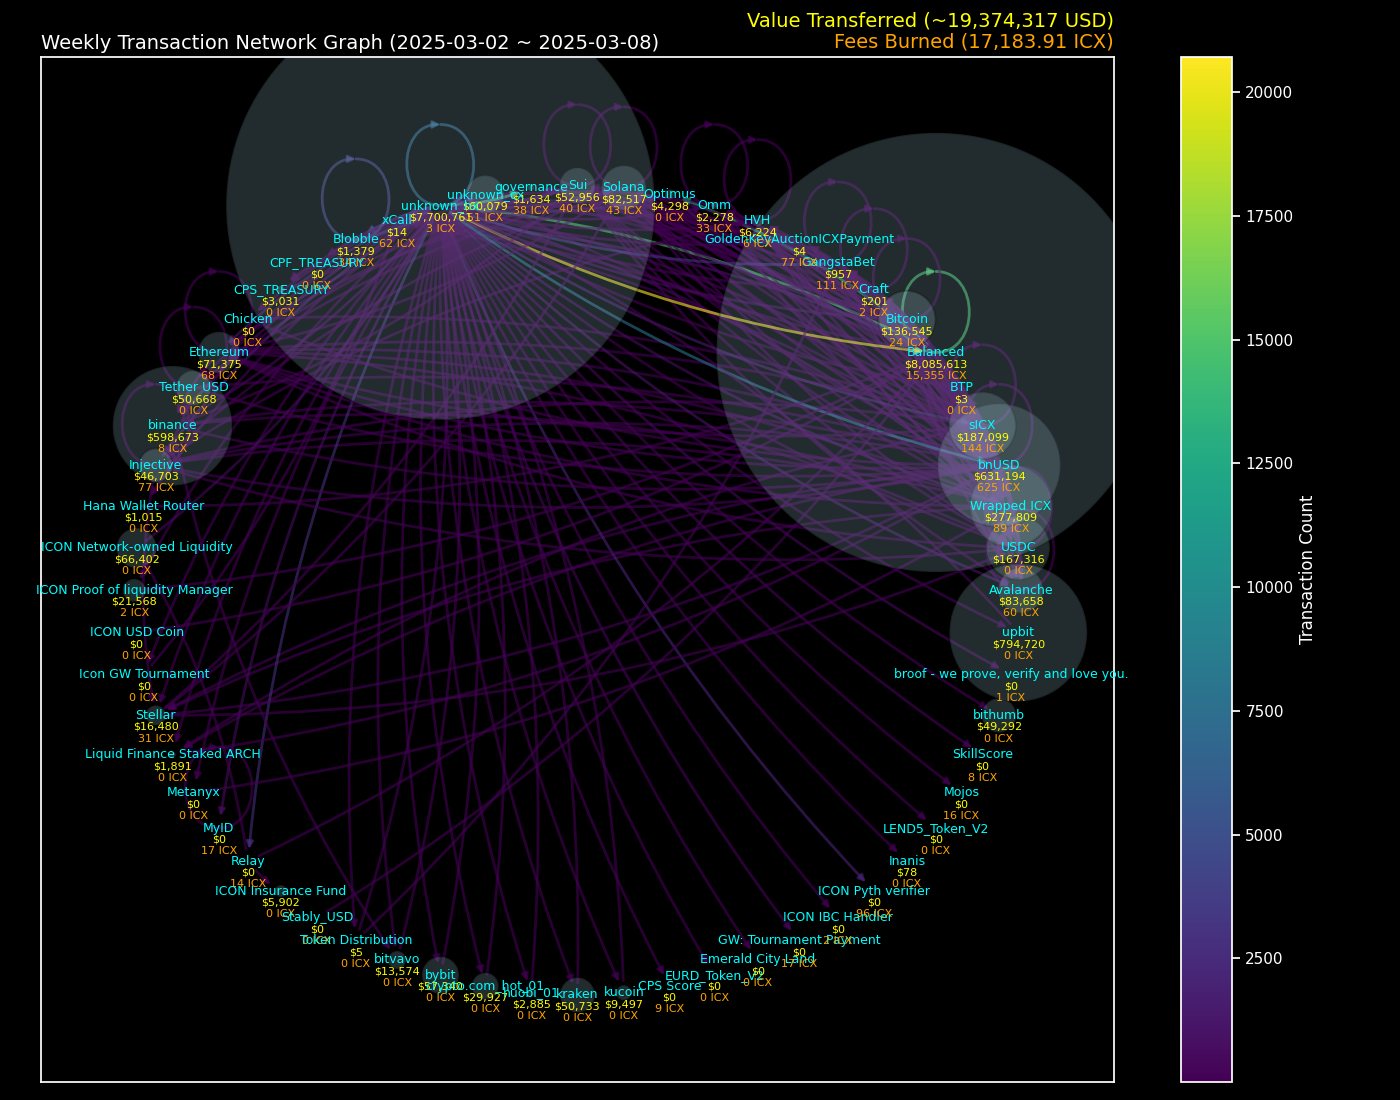 Value Transferred (~19,374,317 USD)
Weekly Transaction Network Graph (2025-03-02 ~ 2025-03-08)
Fees Burned (17,183.91 ICX)
governance
$1,634
38 ICX
Sui
$52,956
40 ICX
Solana
$82,517
43 ICX
Optimus
$4,298
0 ICX
Omm
$2,278
33 ICX
HVH
$6,224
6 ICX
GoldenKeyAuctionICXPayment
$4
77 ICX
GangstaBet
$957
111 ICX
Craft
$201
2 ICX
Bitcoin
$136,545
24 ICX
Balanced
$8,085,613
15,355 ICX
BTP
$3
0 ICX
sICX
$187,099
144 ICX
bnUSD
$631,194
625 ICX
Wrapped ICX
$277,809
89 ICX
USDC
$167,316
0 ICX
Avalanche
$83,658
60 ICX
upbit
$794,720
0 ICX
broof - we prove, verify and love you.
$0
1 ICX
bithumb
$49,292
0 ICX
SkillScore
$0
8 ICX
Mojos
$0
16 ICX
LEND5_Token_V2
$0
0 ICX
Inanis
$78
0 ICX
ICON Pyth verifier
$0
96 ICX
ICON IBC Handler
$0
2 ICX
GW: Tournament Payment
$0
17 ICX
Emerald City Land
$0
0 ICX
EURD_Token_V2
$0
0 ICX
CPS Score
$0
9 ICX
kucoin
$9,497
0 ICX
kraken
$50,733
0 ICX
huobi_01
$2,885
0 ICX
_hot_01
$29,927
0 ICX
bybit
0 ICX
bitvavo
$13,574
0 ICX
Token Distribution
$5
0 ICX
Stably_USD
$0
ICON Insurance Fund
$5,902
0 ICX
Relay
$0
14 ICX
MyID
$0
17 ICX
Metanyx
$0
0 ICX
Liquid Finance Staked ARCH
$1,891
0 ICX
Stellar
$16,480
31 ICX
Icon GW Tournament
$0
0 ICX
ICON USD Coin
$0
0 ICX
ICON Proof of liquidity Manager
$21,568
2 ICX
ICON Network-owned Liquidity
$66,402
0 ICX
Hana Wallet Router
$1,015
0 ICX
Injective
$46,703
77 ICX
binance
$598,673
8 ICX
Tether USD
$50,668
0 ICX
Ethereum
$71,375
68 ICX
Chicken
$0
0 ICX
CPS_TREASURY
$3,031
0 ICX
CPF_TREASURY
$0
0 ICX
Blobble
$1,379
ICX
xCall
$14
62 ICX
unknown
$7,700,761
3 ICX
unknown
51 ICX
20000
17500
15000
12500
10000
7500
5000
2500
Transaction Count